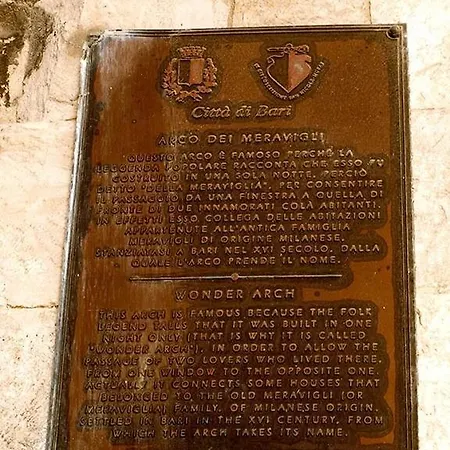 Città di Bari
ARCO DEI MERAVIGLI
QUESTO ARCO È FAMOSO PERCHÉ LA
LEGGENDA POPOLARE RACCONTA CHE ESSO FU
COSTRUITO IN UNA SOLA NOTTE, PERCIÒ
DETTO "DELLA MERAVIGLIA", PER CONSENTIRE
IL PASSAGGIO DA UNA FINESTRA A QUELLA DI
FRONTE DI DUE INNAMORATI COLÀ ABITANTI.
IN EFFETTI ESSO COLLEGA DELLE ABITAZIONI
APPARTENUTE ALL'ANTICA FAMIGLIA
MERAVIGLI DI ORIGINE MILANESE,
STANZIATASI A BARI NEL XVI SECOLO, DALLA
QUALE L'ARCO PRENDE IL NOME.
WONDER ARCH
THIS ARCH IS FAMOUS BECAUSE THE FOLK
LEGEND TALLS THAT IT WAS BUILT IN ONE
NIGHT ONLY (THAT IS WHY IT IS CALLED
"WONDER ARCH"), IN ORDER TO ALLOW THE
PASSAGE OF TWO LOVERS WHO LIVED THERE,
FROM ONE WINDOW TO THE OPPOSITE ONE.
ACTUALLY IT CONNECTS SOME HOUSES THAT
BELONGED TO THE OLD MERAVIGLI (OR
MERAVIGLIA) FAMILY, OF MILANESE ORIGIN,
SETTLED IN BARI IN THE XVI CENTURY, FROM
WHICH THE ARCH TAKES ITS NAME.